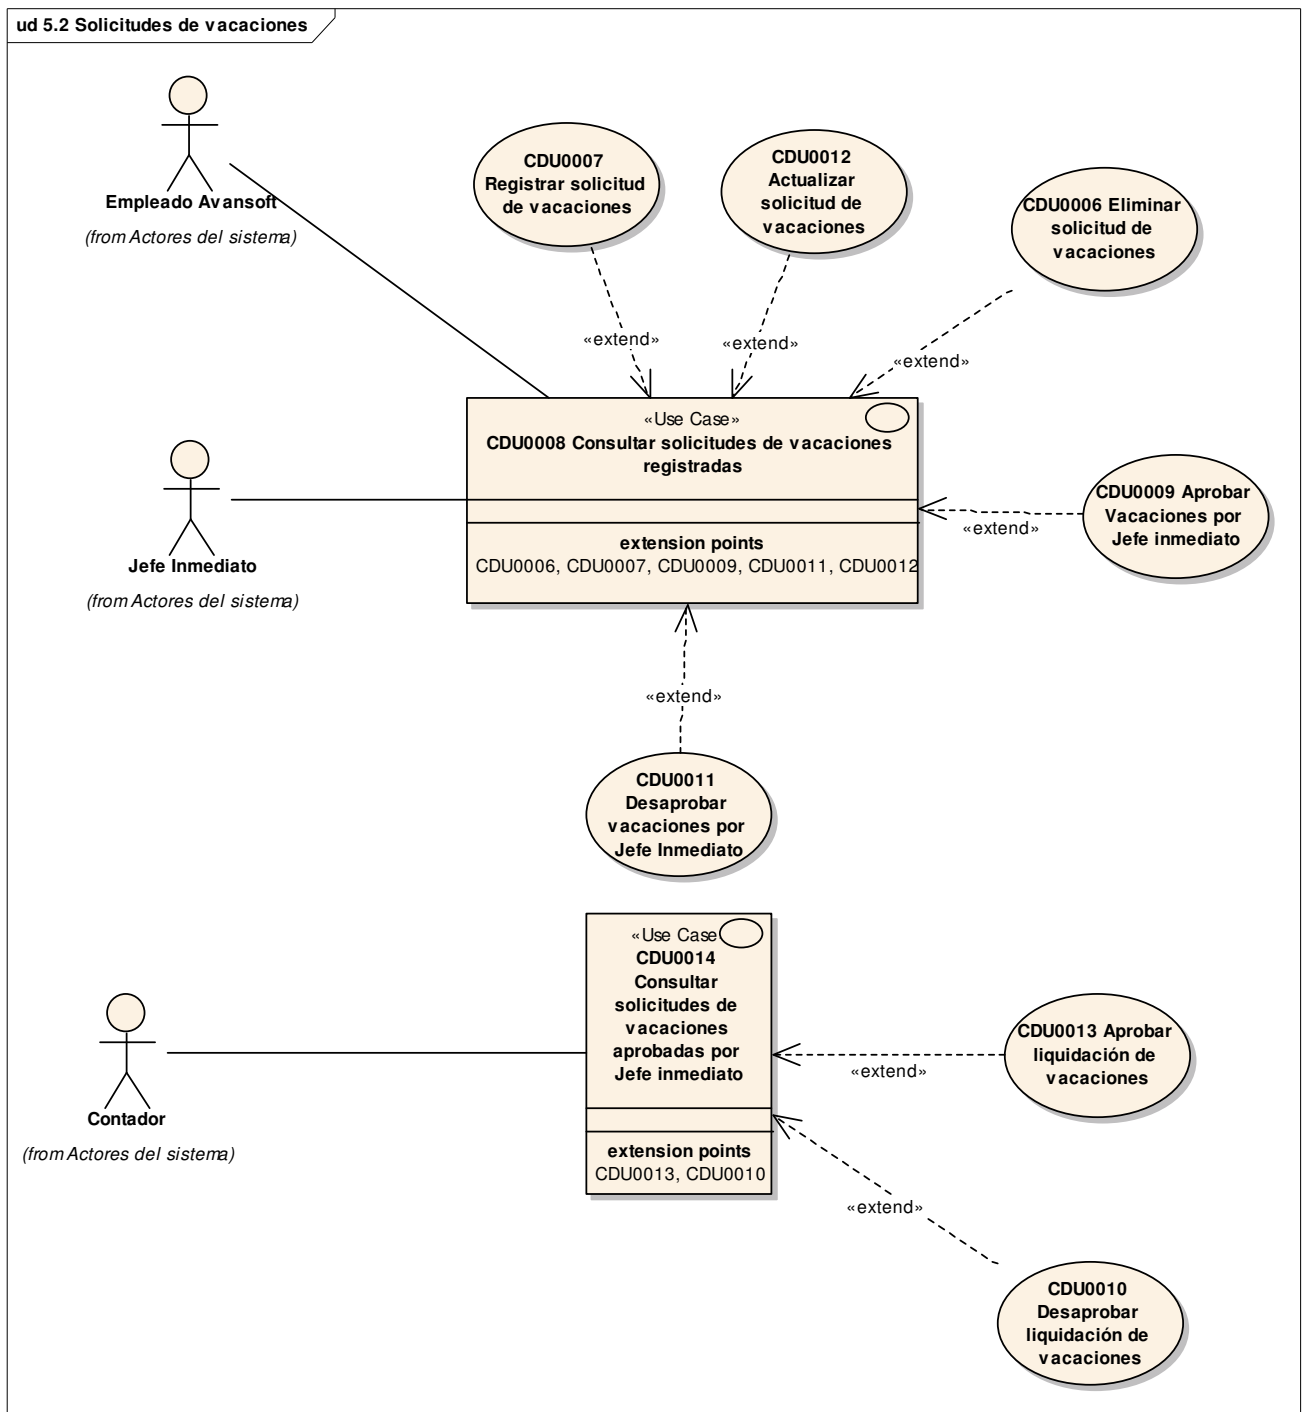 ud 5.2 Solicitudes de vacaciones
Empleado Avansoft
(from Actores del sistema)
CDU0007
Registrar solicitud
de vacaciones
CDU0012
Actualizar
solicitud de
vacaciones
CDU0006 Eliminar
solicitud de
vacaciones
«extend»
«extend»
«extend»
«Use Case»
CDU0008 Consultar solicitudes de vacaciones
registradas
extension points
CDU0006, CDU0007, CDU0009, CDU0011, CDU0012
Jefe Inmediato
(from Actores del sistema)
CDU0009 Aprobar
Vacaciones por
Jefe inmediato
«extend»
«extend»
CDU0011
Desaprobar
vacaciones por
Jefe Inmediato
«Use Case
CDU0014
Consultar
solicitudes de
vacaciones
aprobadas por
Jefe inmediato
extension points
CDU0013, CDU0010
Contador
(from Actores del sistema)
CDU0013 Aprobar
liquidación de
vacaciones
«extend»
«extend»
CDU0010
Desaprobar
liquidación de
vacaciones